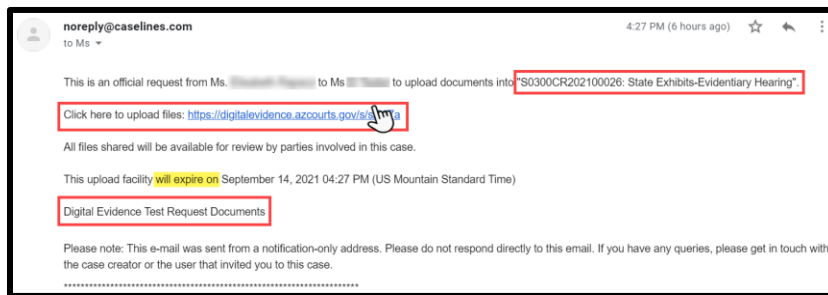 noreply@caselines.com
4:27 PM (6 hours ago)
to Ms
This is an official request from Ms. to Ms to upload documents into "S0300CR202100026: State Exhibits-Evidentiary Hearing".
Click here to upload files: https://digitalevidence.azcourts.gov/s/s
All files shared will be available for review by parties involved in this case.
This upload facility will expire on September 14, 2021 04:27 PM (US Mountain Standard Time)
Digital Evidence Test Request Documents
Please note: This e-mail was sent from a notification-only address. Please do not respond directly to this email. If you have any queries, please get in touch with
the case creator or the user that invited you to this case.
**********************************************************************